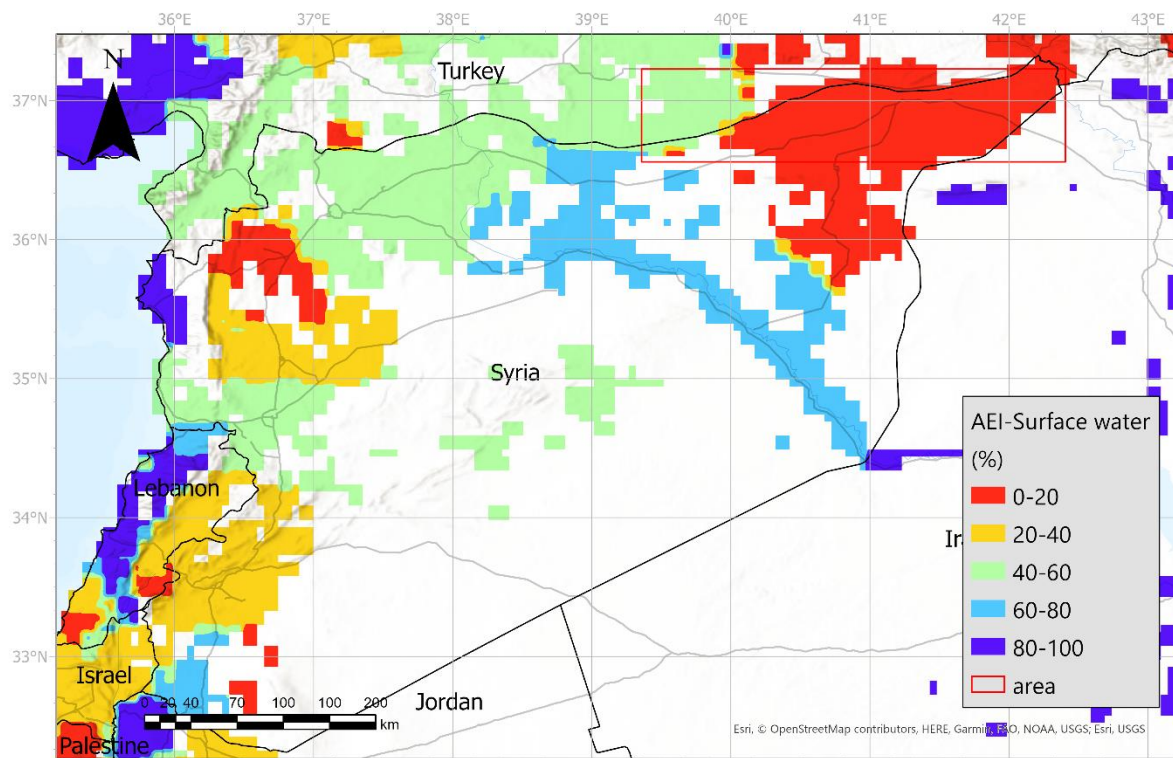 36°E 37°E 38°E 39°E 40°E 41°E 42°E 43°E
N
Turkey
37°N
36°N
35°N
Syria
34°N
Lebanon
33°N
Israel
Jordan
Palestine
0 20 40 70 100 100 200
km
AEI-Surface water
(%)
0-20
20-40
40-60
60-80
80-100
area
Esri, © OpenStreetMap contributors, HERE, Garmin, FAO, NOAA, USGS; Esri, USGS